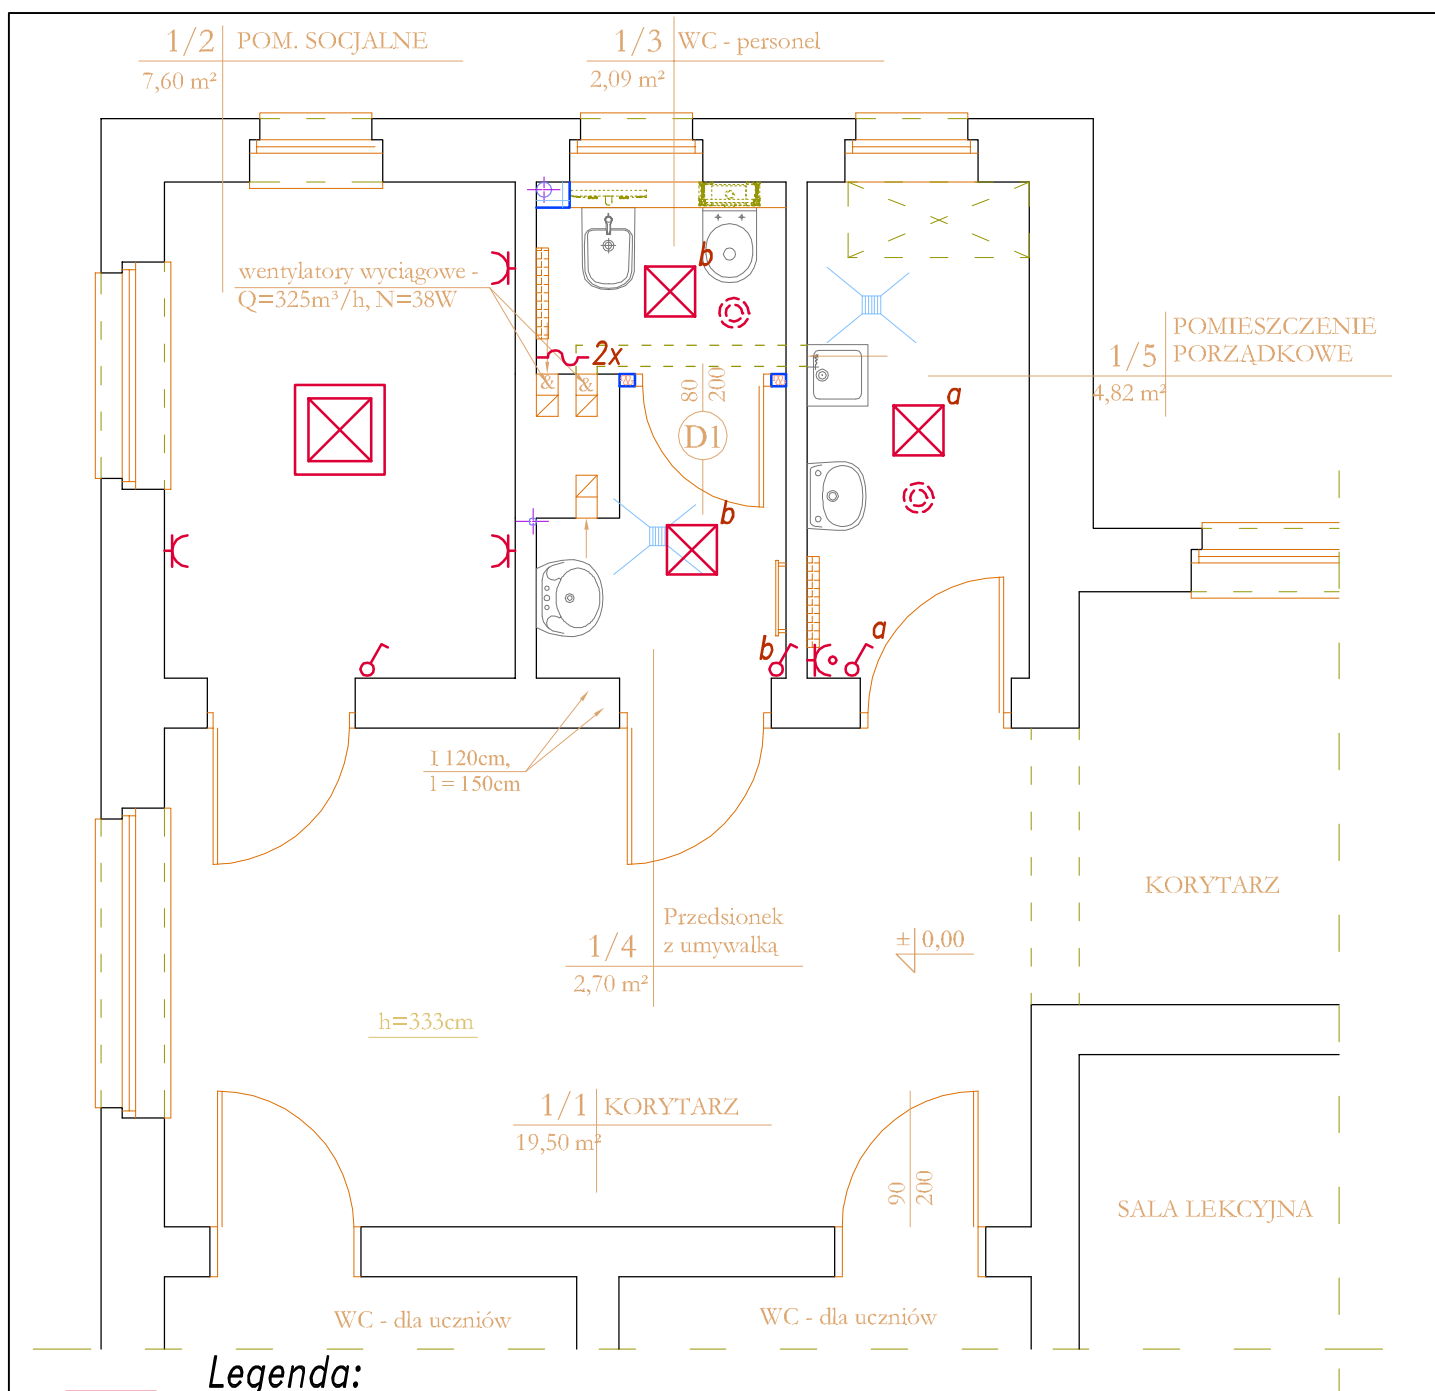 1/2 POM. SOCJALNE
7,60 m²
1/3 WC - personel
2,09 m²
b
wentylatory wyciągowe -
Q=325m³/h, N=38W
POMIESZCZENIE
1/5 PORZĄDKOWE
4,82 m²
2x
& &
80
200
D1
a
b
b
a
I 120cm,
l = 150cm
KORYTARZ
Przedsionek
1/4 z umywalką
2,70 m²
± 0,00
h=333cm
1/1 KORYTARZ
19,50 m²
90
200
SALA LEKCYJNA
WC - dla uczniów
WC - dla uczniów
Legenda: